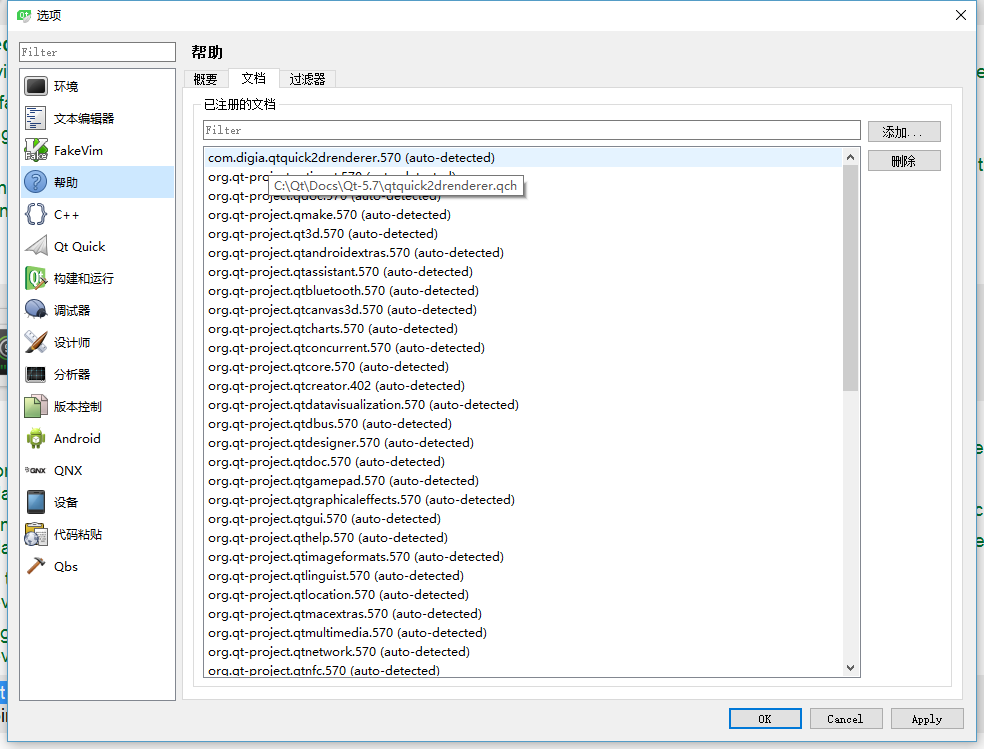 选项
Filter
环境
文本编辑器
FakeVim
帮助
C++
Qt Quick
构建和运行
调试器
设计师
分析器
版本控制
Android
QNX
设备
代码粘贴
Qbs
帮助
概要 文档 过滤器
已注册的文档
Filter
添加...
删除
com.digia.qtquick2drenderer.570 (auto-detected)
C:\Qt\Docs\Qt-5.7\qtquick2drenderer.qch
org.qt-project.qdoc.570 (auto-detected)
org.qt-project.qmake.570 (auto-detected)
org.qt-project.qt3d.570 (auto-detected)
org.qt-project.qtandroidextras.570 (auto-detected)
org.qt-project.qtassistant.570 (auto-detected)
org.qt-project.qtbluetooth.570 (auto-detected)
org.qt-project.qtcanvas3d.570 (auto-detected)
org.qt-project.qtcharts.570 (auto-detected)
org.qt-project.qtconcurrent.570 (auto-detected)
org.qt-project.qtcore.570 (auto-detected)
org.qt-project.qtcreator.402 (auto-detected)
org.qt-project.qtdatavisualization.570 (auto-detected)
org.qt-project.qtdbus.570 (auto-detected)
org.qt-project.qtdesigner.570 (auto-detected)
org.qt-project.qtdoc.570 (auto-detected)
org.qt-project.qtgamepad.570 (auto-detected)
org.qt-project.qtgraphicaleffects.570 (auto-detected)
org.qt-project.qtgui.570 (auto-detected)
org.qt-project.qthelp.570 (auto-detected)
org.qt-project.qtimageformats.570 (auto-detected)
org.qt-project.qtlinguist.570 (auto-detected)
org.qt-project.qtlocation.570 (auto-detected)
org.qt-project.qtmacextras.570 (auto-detected)
org.qt-project.qtmultimedia.570 (auto-detected)
org.qt-project.qtnetwork.570 (auto-detected)
org.qt-project.qtnfc.570 (auto-detected)
OK Cancel Apply